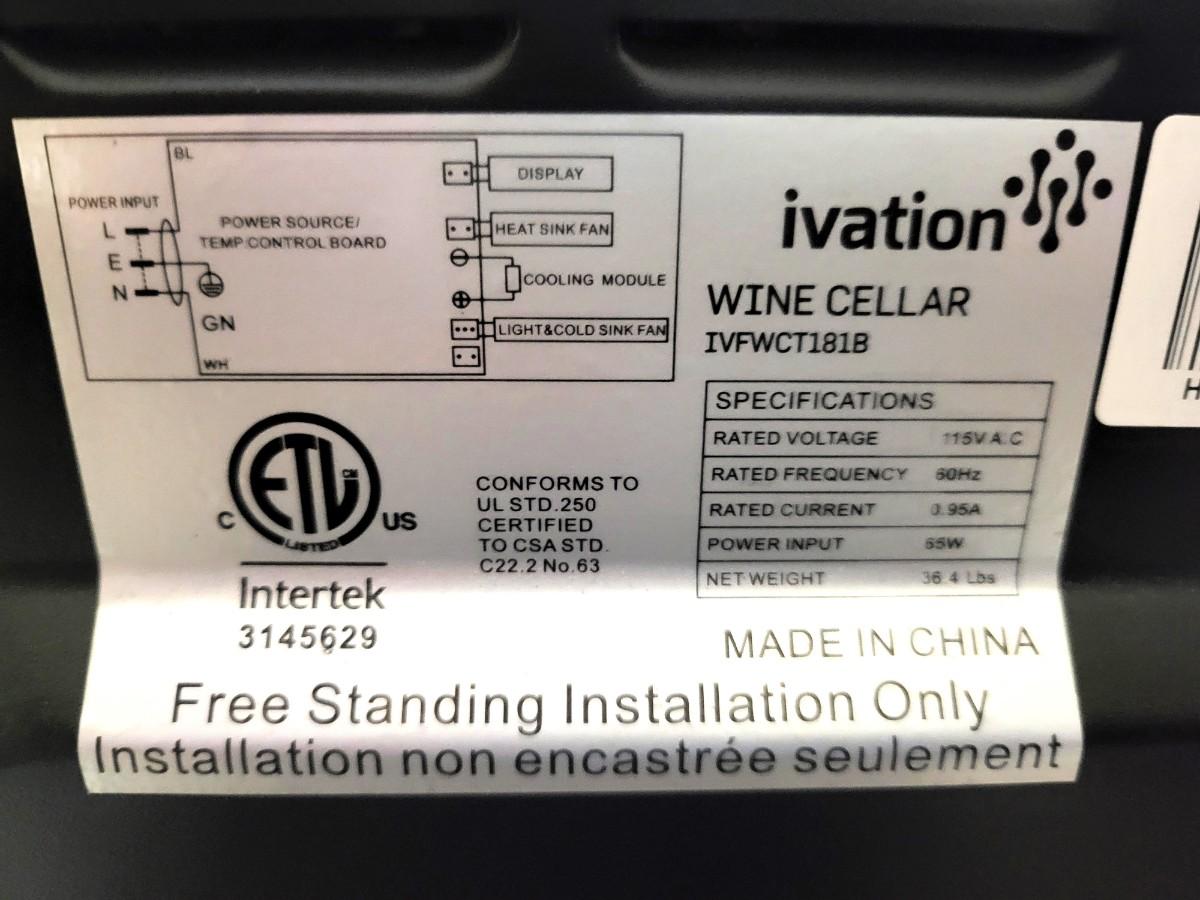 BL
POWER INPUT
L
E
N
GN
WH
POWER SOURCE/
TEMP CONTROL BOARD
DISPLAY
HEAT SINK FAN
COOLING MODULE
LIGHT&COLD SINK FAN
ivation
WINE CELLAR
IVFWCT181B
SPECIFICATIONS
RATED VOLTAGE 115V A.C
RATED FREQUENCY 60Hz
RATED CURRENT 0.95A
POWER INPUT 65W
NET WEIGHT 36.4 Lbs
ETL CM
LISTED
C US
Intertek
3145629
CONFORMS TO
UL STD.250
CERTIFIED
TO CSA STD.
C22.2 No.63
MADE IN CHINA
Free Standing Installation Only
Installation non encastrée seulement
H